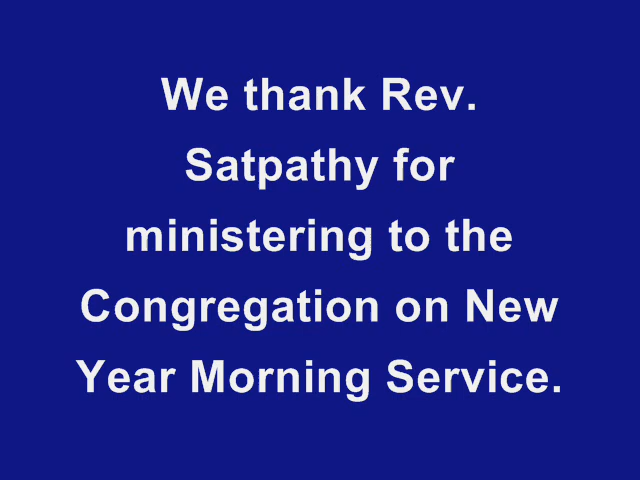 We thank Rev.
Satpathy for
ministering to the
Congregation on New
Year Morning Service.